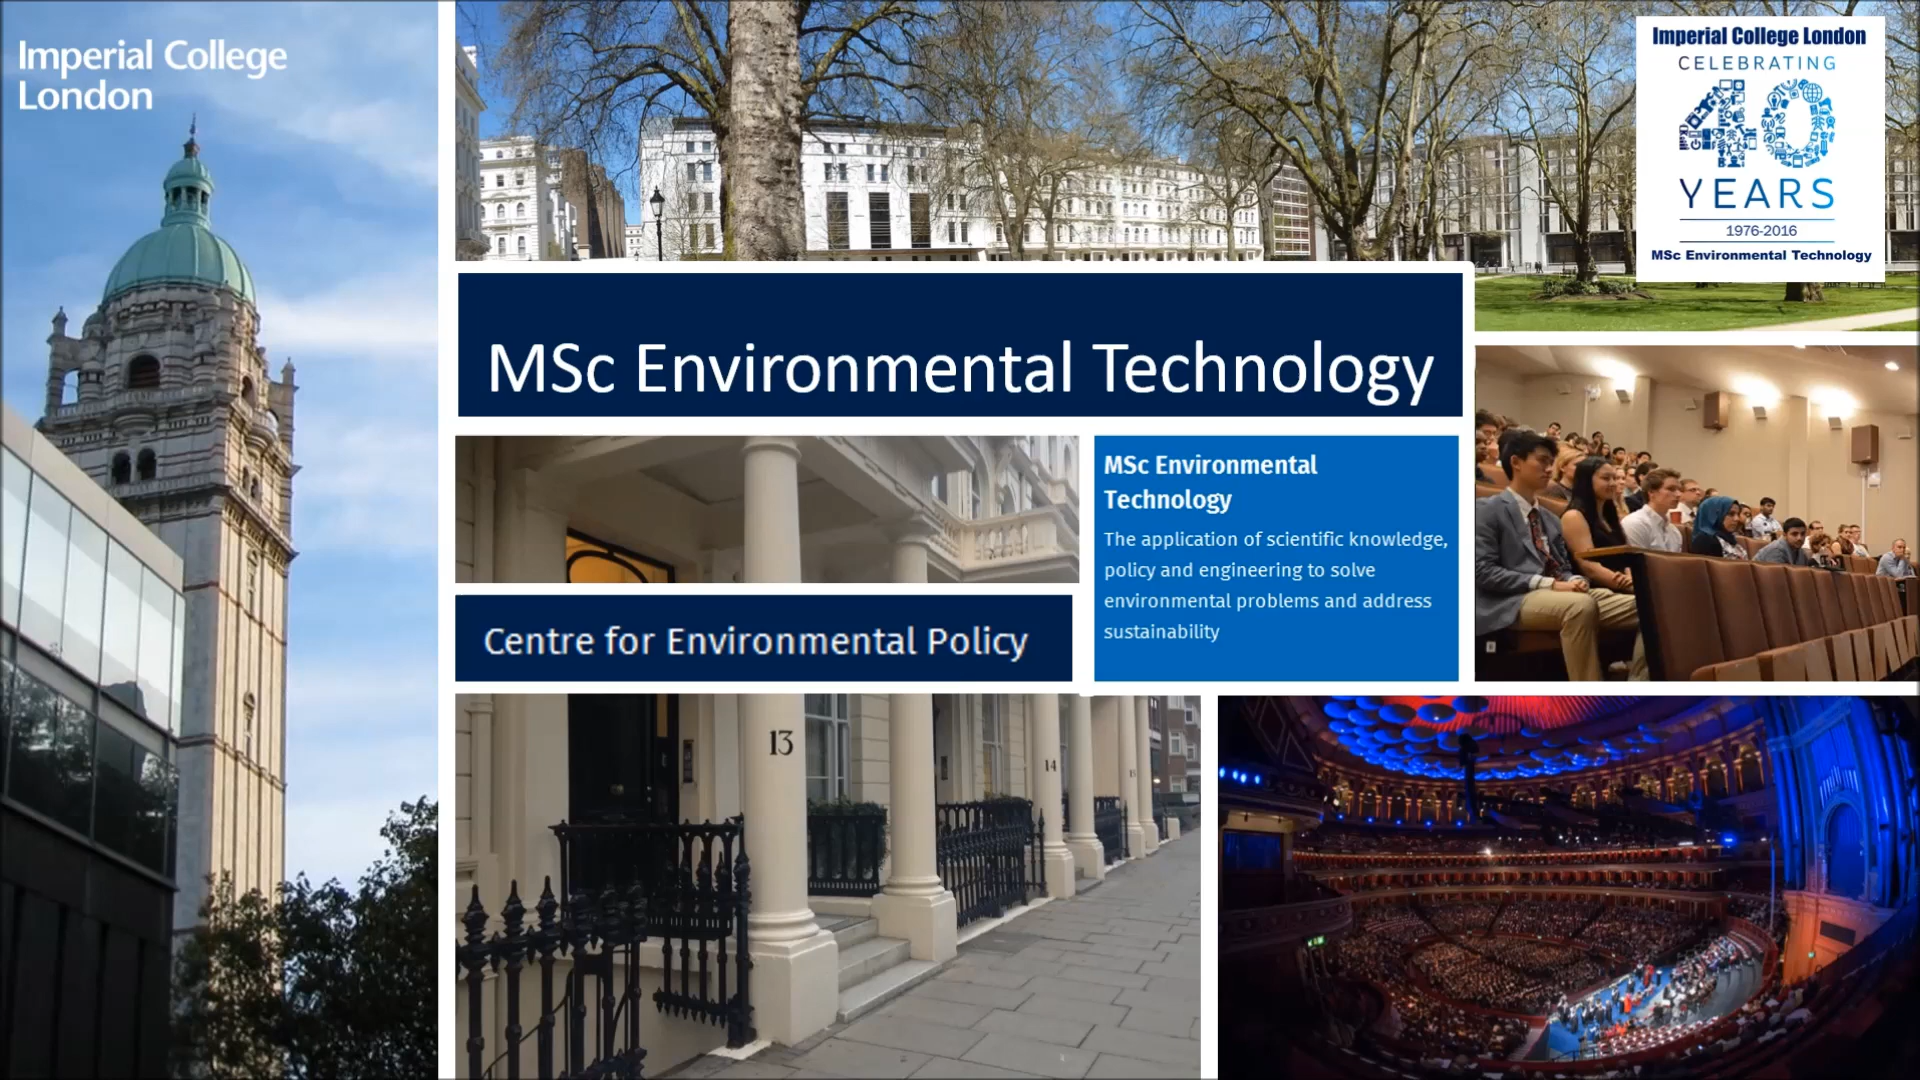 Imperial College
London
Imperial College London
CELEBRATING
40
YEARS
1976-2016
MSc Environmental Technology
MSc Environmental Technology
MSc Environmental
Technology
The application of scientific knowledge,
policy and engineering to solve
environmental problems and address
sustainability
Centre for Environmental Policy
13
14
15